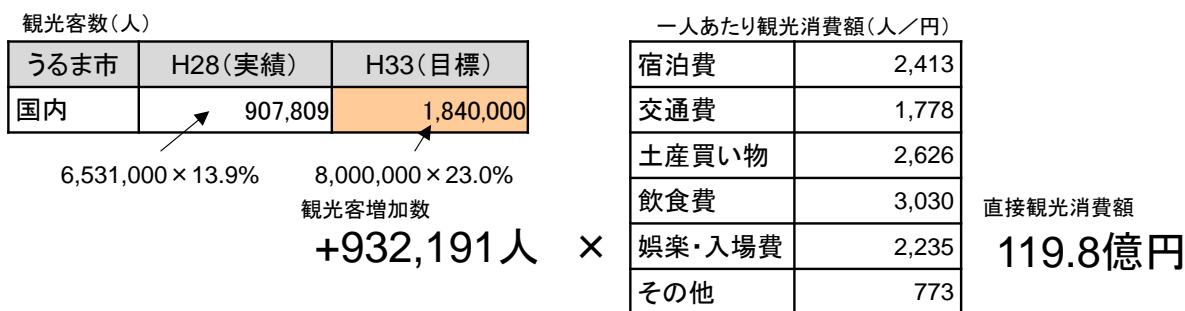 観光客数（人）
うるま市 H28（実績） H33（目標）
国内 907,809 1,840,000
6,531,000×13.9% 8,000,000×23.0%
観光客増加数
+932,191人 ×
一人あたり観光消費額（人／円）
宿泊費 2,413
交通費 1,778
土産買い物 2,626
飲食費 3,030
娯楽・入場費 2,235
その他 773
直接観光消費額
119.8億円